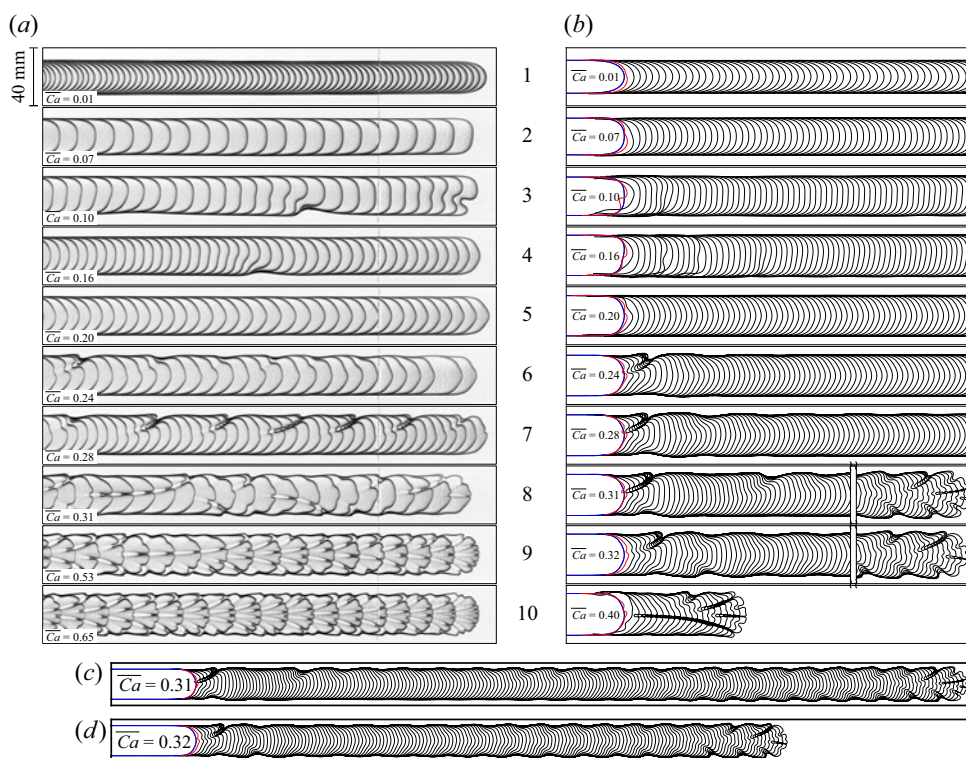 (a)
(b)
40 mm
Ca = 0.01
1
Ca = 0.01
Ca = 0.07
2
Ca = 0.07
Ca = 0.10
3
Ca = 0.10
Ca = 0.16
4
Ca = 0.16
Ca = 0.20
5
Ca = 0.20
Ca = 0.24
6
Ca = 0.24
Ca = 0.28
7
Ca = 0.28
Ca = 0.31
8
Ca = 0.31
Ca = 0.53
9
Ca = 0.32
Ca = 0.65
10
Ca = 0.40
(c)
Ca = 0.31
(d)
Ca = 0.32